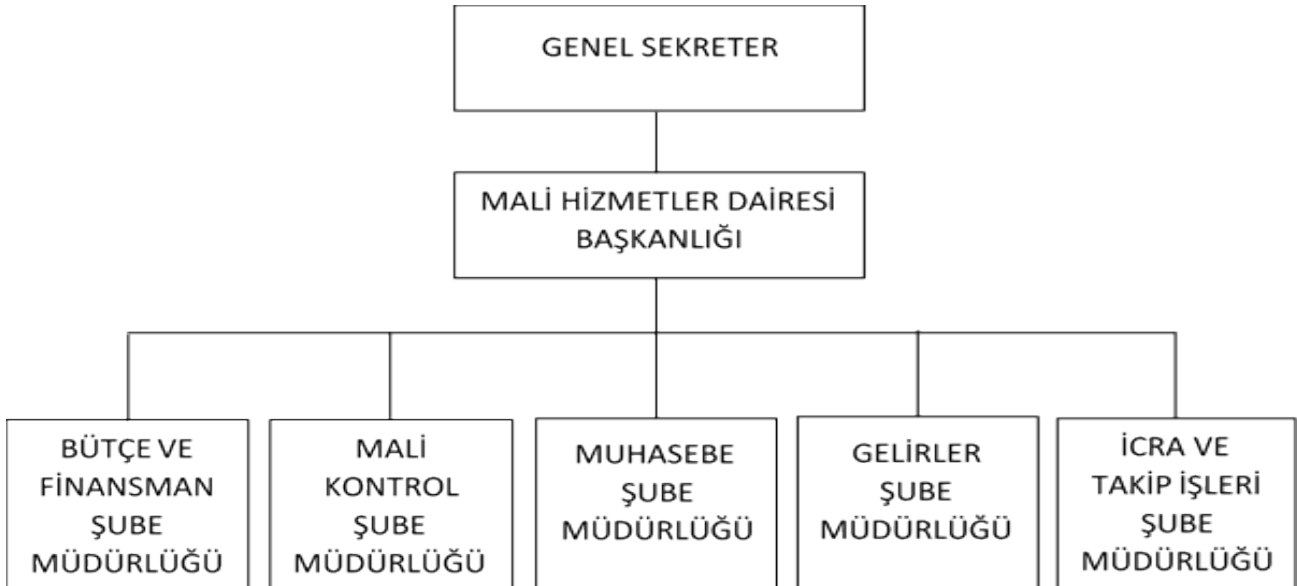 GENEL SEKRETER
MALİ HİZMETLER DAİRESİ
BAŞKANLIĞI
BÜTÇE VE
FİNANSMAN
ŞUBE
MÜDÜRLÜĞÜ
MALİ
KONTROL
ŞUBE
MÜDÜRLÜĞÜ
MUHASEBE
ŞUBE
MÜDÜRLÜĞÜ
GELİRLER
ŞUBE
MÜDÜRLÜĞÜ
İCRA VE
TAKİP İŞLERİ
ŞUBE
MÜDÜRLÜĞÜ